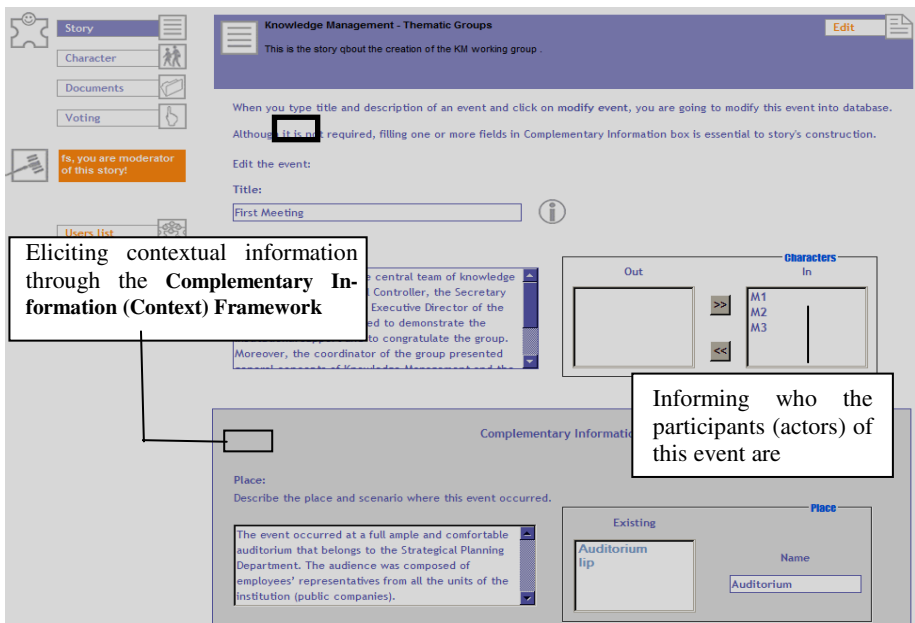 Story
Character
Documents
Voting
fs, you are moderator
of this story!
Users list
Knowledge Management - Thematic Groups
This is the story qbout the creation of the KM working group .
Edit
When you type title and description of an event and click on modify event, you are going to modify this event into database.
Although it is not required, filling one or more fields in Complementary Information box is essential to story's construction.
Edit the event:
Title:
First Meeting
Eliciting contextual information
through the Complementary In-
formation (Context) Framework
central team of knowledge
Controller, the Secretary
Executive Director of the
to demonstrate the
to congratulate the group.
Moreover, the coordinator of the group presented
general concepts of Knowledge Management and the
Characters
Out
In
>>
<<
M1
M2
M3
Informing who the
participants (actors) of
this event are
Complementary Informatio
Place:
Describe the place and scenario where this event occurred.
The event occurred at a full ample and comfortable
auditorium that belongs to the Strategical Planning
Department. The audience was composed of
employees' representatives from all the units of the
institution (public companies).
Place
Existing
Auditorium
lip
Name
Auditorium